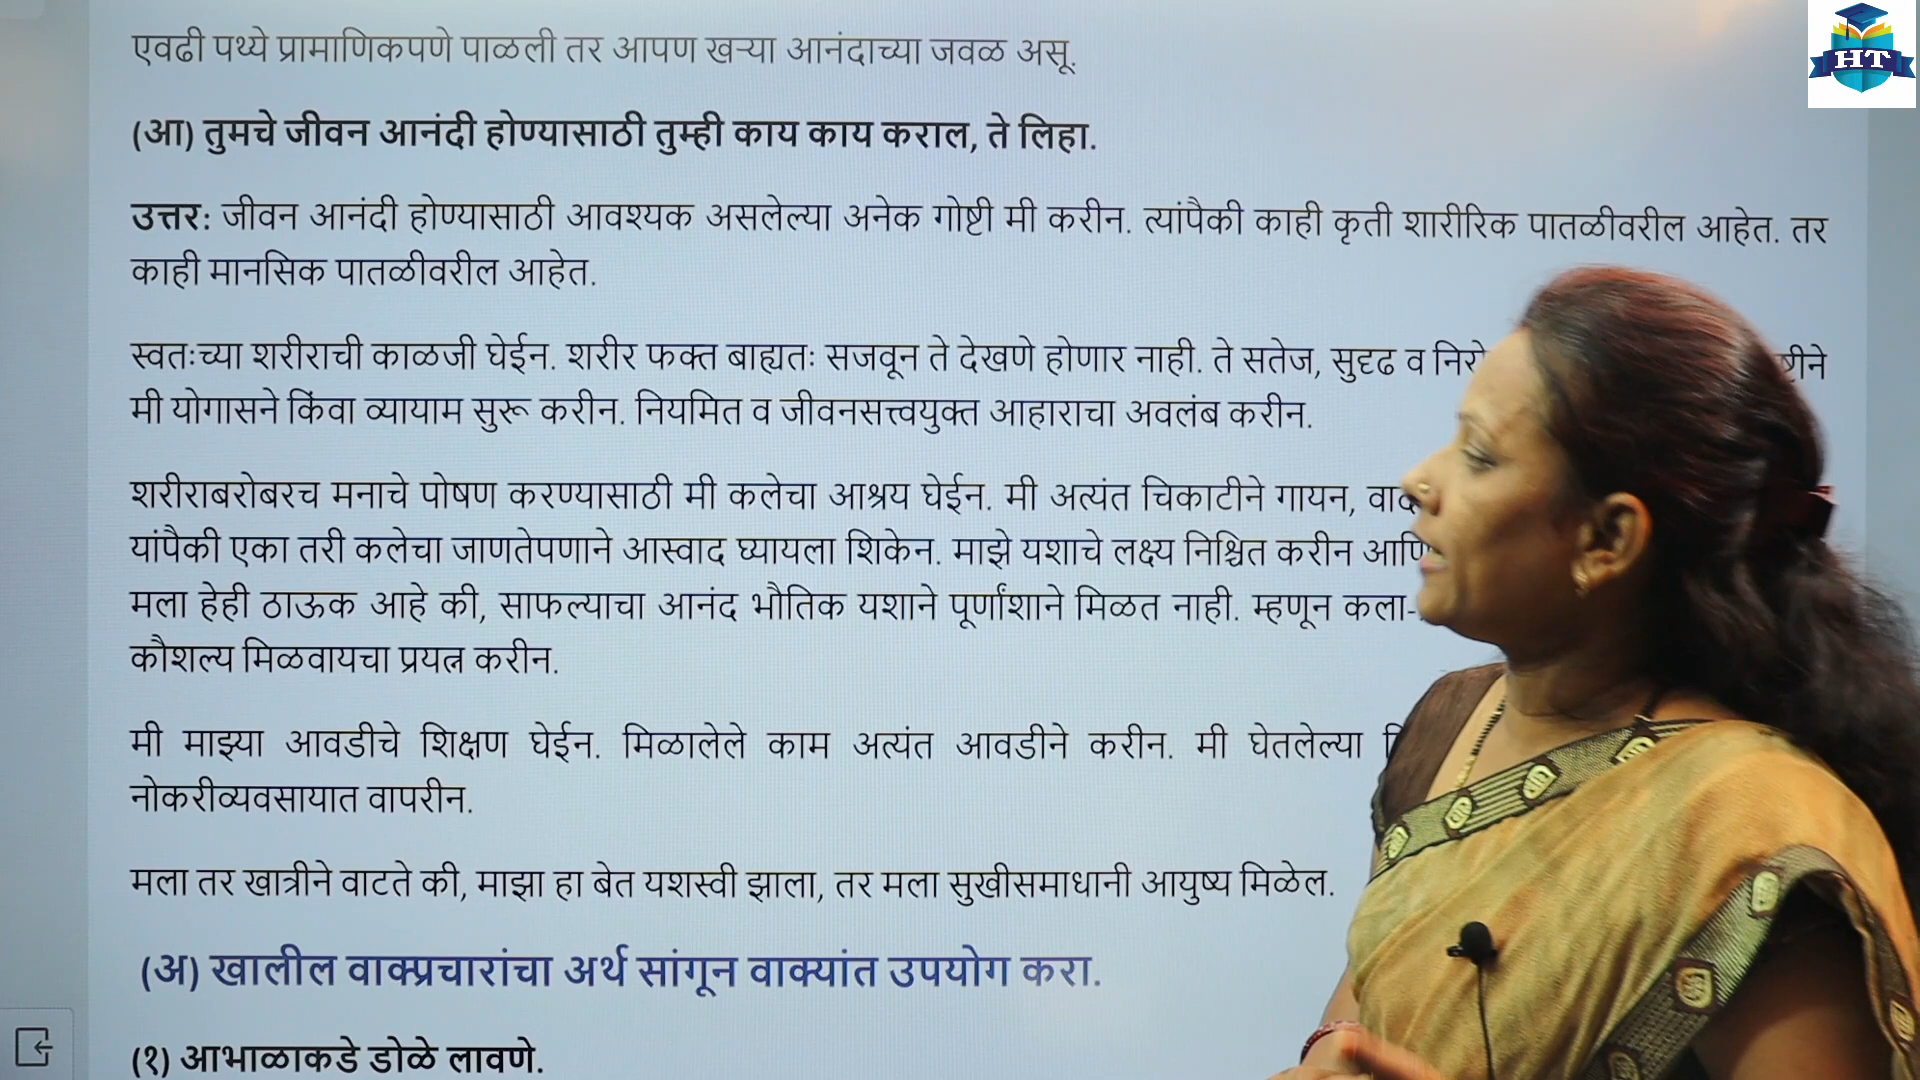 एवढी पथ्ये प्रामाणिकपणे पाळली तर आपण खऱ्या आनंदाच्या जवळ असू.
(आ) तुमचे जीवन आनंदी होण्यासाठी तुम्ही काय काय कराल, ते लिहा.
उत्तर: जीवन आनंदी होण्यासाठी आवश्यक असलेल्या अनेक गोष्टी मी करीन. त्यांपैकी काही कृती शारीरिक पातळीवरील आहेत. तर
काही मानसिक पातळीवरील आहेत.
स्वतःच्या शरीराची काळजी घेईन. शरीर फक्त बाह्यतः सजवून ते देखणे होणार नाही. ते सतेज, सुदृढ व
मी योगासने किंवा व्यायाम सुरू करीन. नियमित व जीवनसत्त्वयुक्त आहाराचा अवलंब करीन.
शरीराबरोबरच मनाचे पोषण करण्यासाठी मी कलेचा आश्रय घेईन. मी अत्यंत चिकाटीने गायन,
यांपैकी एका तरी कलेचा जाणतेपणाने आस्वाद घ्यायला शिकेन. माझे यशाचे लक्ष्य निश्चित करीन
मला हेही ठाऊक आहे की, साफल्याचा आनंद भौतिक यशाने पूर्णांशाने मिळत नाही. म्हणून कला-
कौशल्य मिळवायचा प्रयत्न करीन.
मी माझ्या आवडीचे शिक्षण घेईन. मिळालेले काम अत्यंत आवडीने करीन. मी घेतलेल्या
नोकरीव्यवसायात वापरीन.
मला तर खात्रीने वाटते की, माझा हा बेत यशस्वी झाला, तर मला सुखीसमाधानी आयुष्य मिळेल.
(अ) खालील वाक्प्रचारांचा अर्थ सांगून वाक्यांत उपयोग करा.
(१) आभाळाकडे डोळे लावणे.
HT